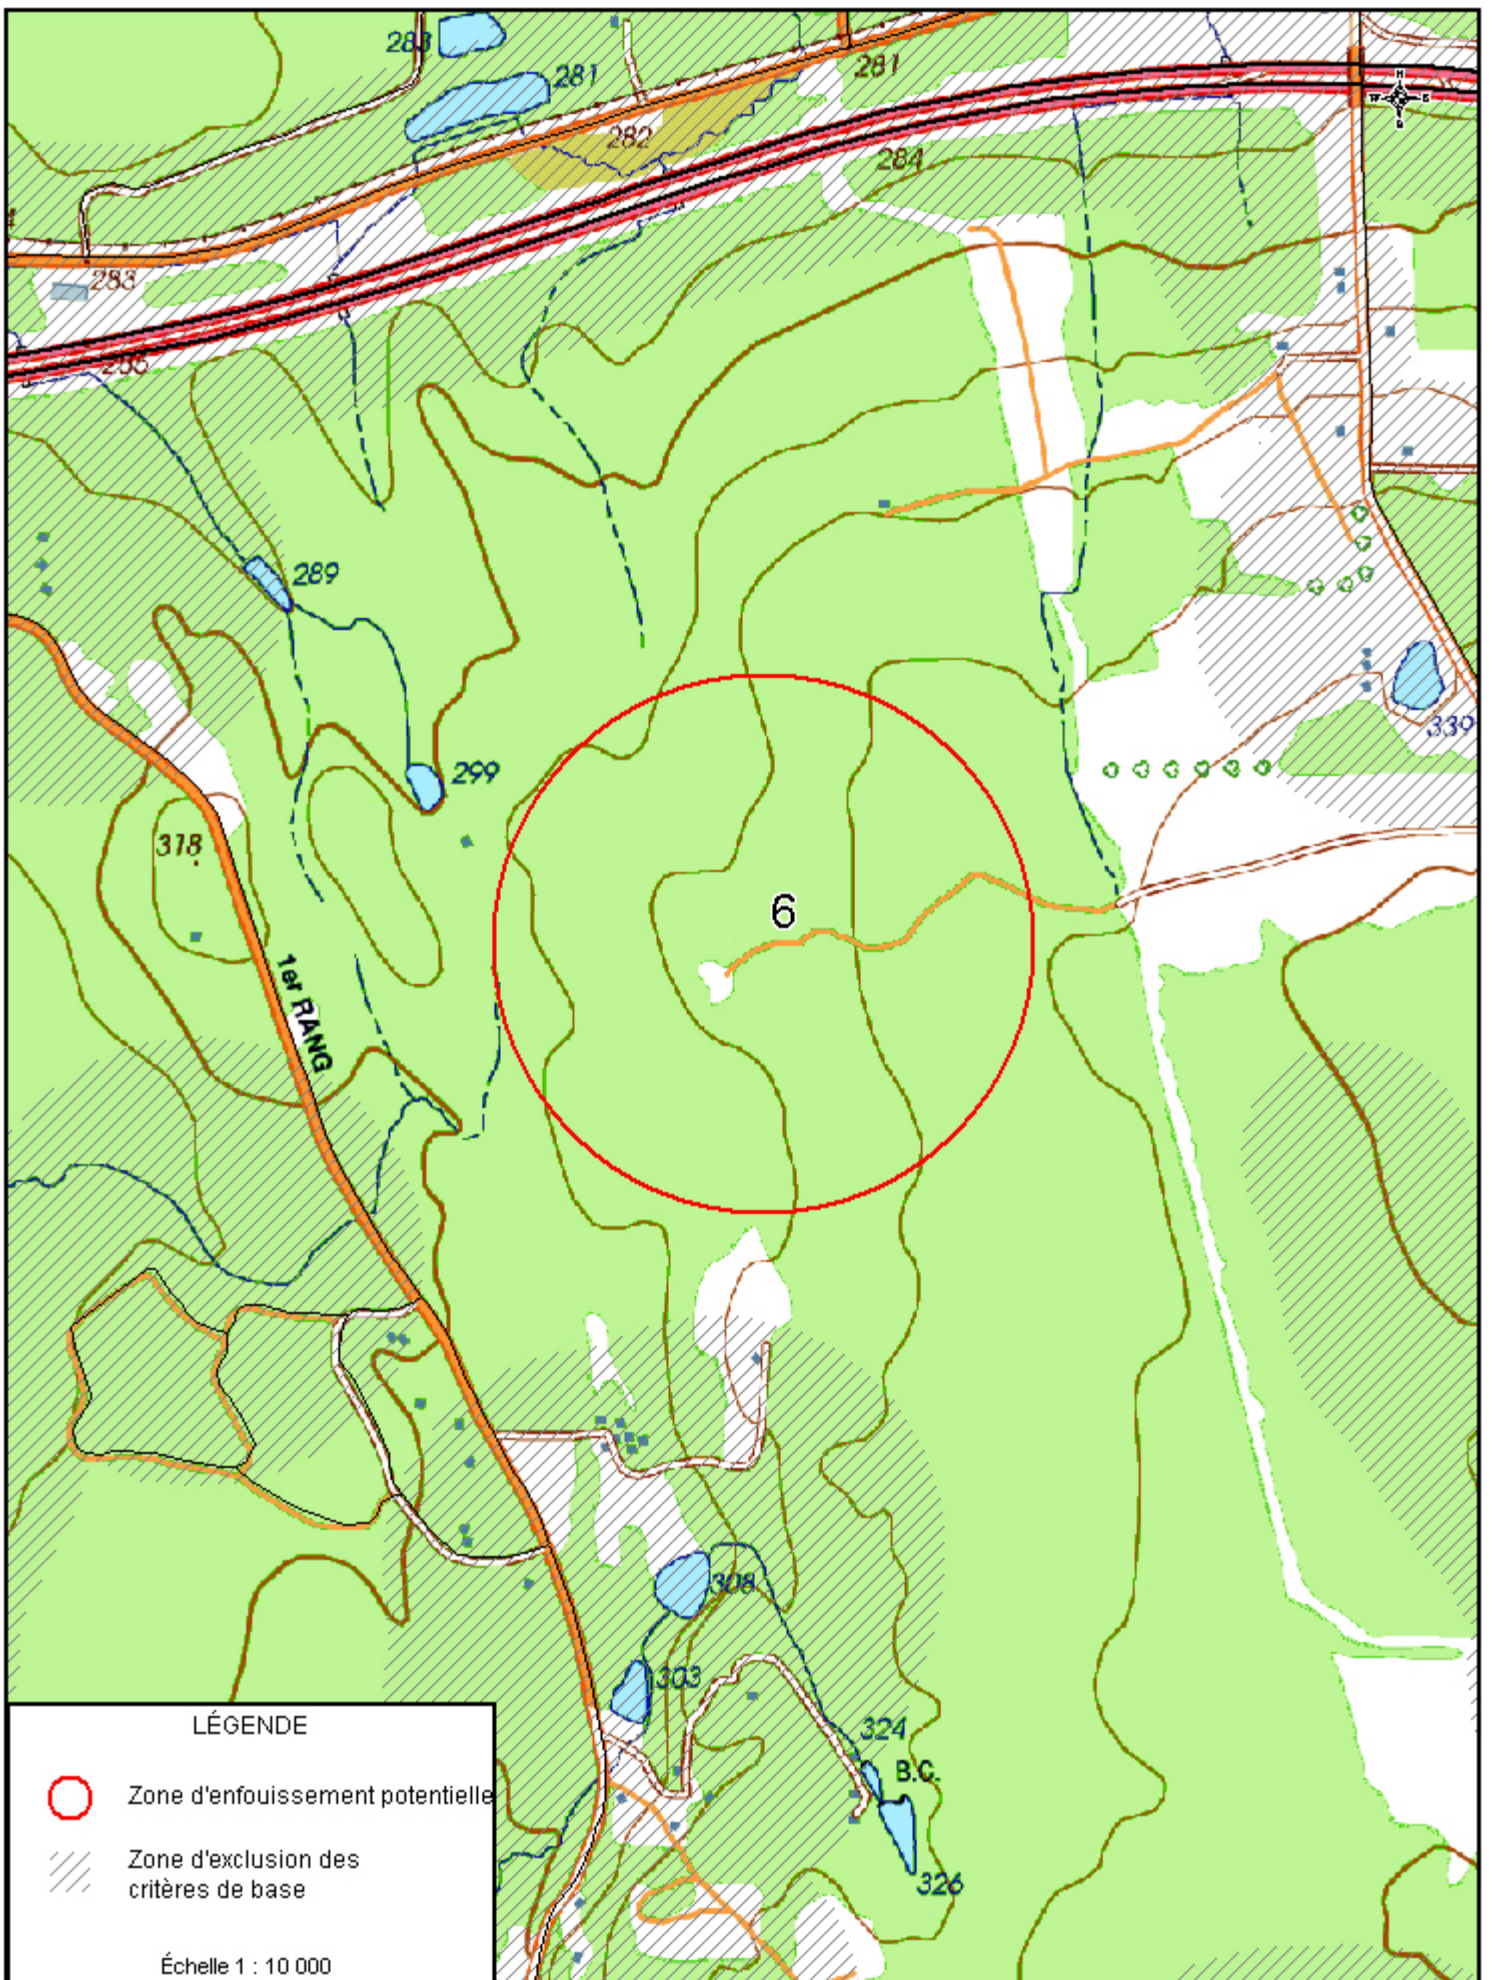 283
281
281
282
284
283
285
289
299
339
318
6
1er RANG
308
303
324
B.C.
326
LÉGENDE
Zone d'enfouissement potentielle
Zone d'exclusion des
critères de base
Échelle 1 : 10 000